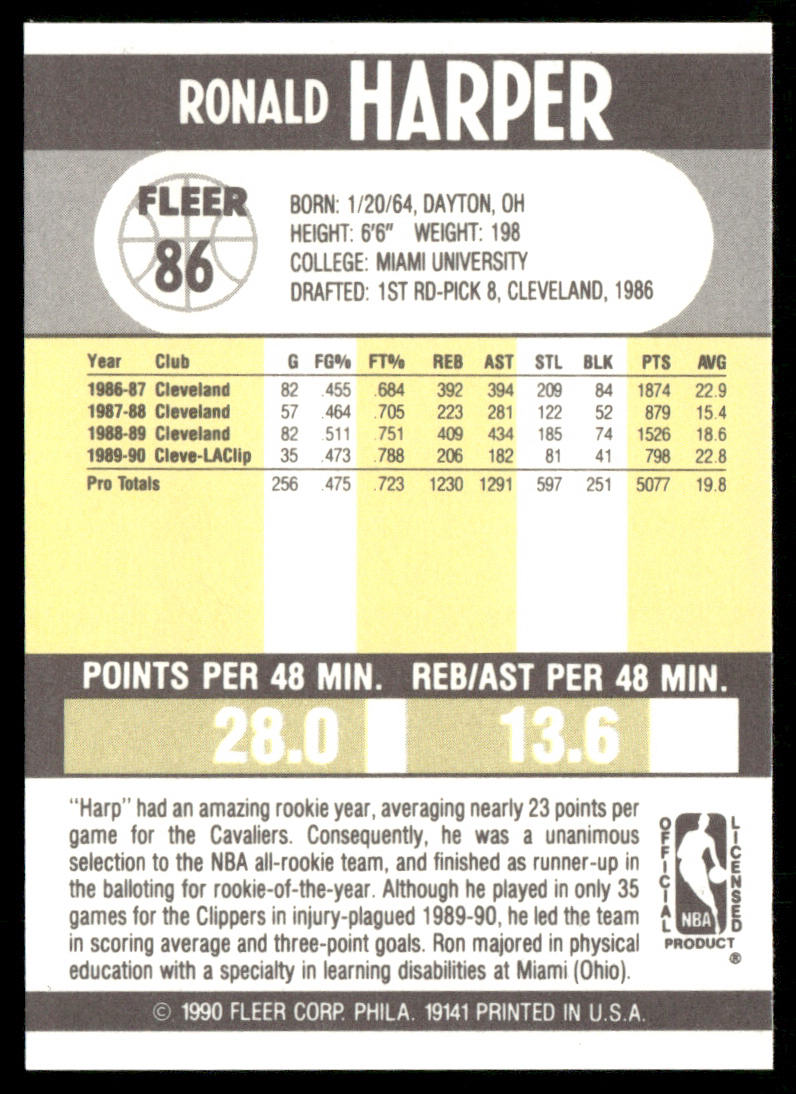 RONALD HARPER
FLEER
86
BORN: 1/20/64, DAYTON, OH
HEIGHT: 6'6" WEIGHT: 198
COLLEGE: MIAMI UNIVERSITY
DRAFTED: 1ST RD-PICK 8, CLEVELAND, 1986
Year Club G FG% FT% REB AST STL BLK PTS AVG
1986-87 Cleveland 82 .455 .684 392 394 209 84 1874 22.9
1987-88 Cleveland 57 .464 .705 223 281 122 52 879 15.4
1988-89 Cleveland 82 .511 .751 409 434 185 74 1526 18.6
1989-90 Cleve-LAClip 35 .473 .788 206 182 81 41 798 22.8
Pro Totals 256 .475 .723 1230 1291 597 251 5077 19.8
POINTS PER 48 MIN. REB/AST PER 48 MIN.
28.0 13.6
"Harp" had an amazing rookie year, averaging nearly 23 points per
game for the Cavaliers. Consequently, he was a unanimous
selection to the NBA all-rookie team, and finished as runner-up in
the balloting for rookie-of-the-year. Although he played in only 35
games for the Clippers in injury-plagued 1989-90, he led the team
in scoring average and three-point goals. Ron majored in physical
education with a specialty in learning disabilities at Miami (Ohio).
OFFICIAL
LICENSED
NBA
PRODUCT
®
© 1990 FLEER CORP. PHILA. 19141 PRINTED IN U.S.A.